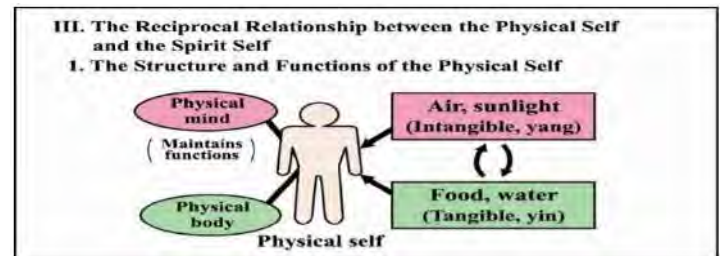 III. The Reciprocal Relationship between the Physical Self
and the Spirit Self
1. The Structure and Functions of the Physical Self
Physical
mind
( Maintains
functions )
Physical
body
Physical self
Air, sunlight
(Intangible, yang)
Food, water
(Tangible, yin)